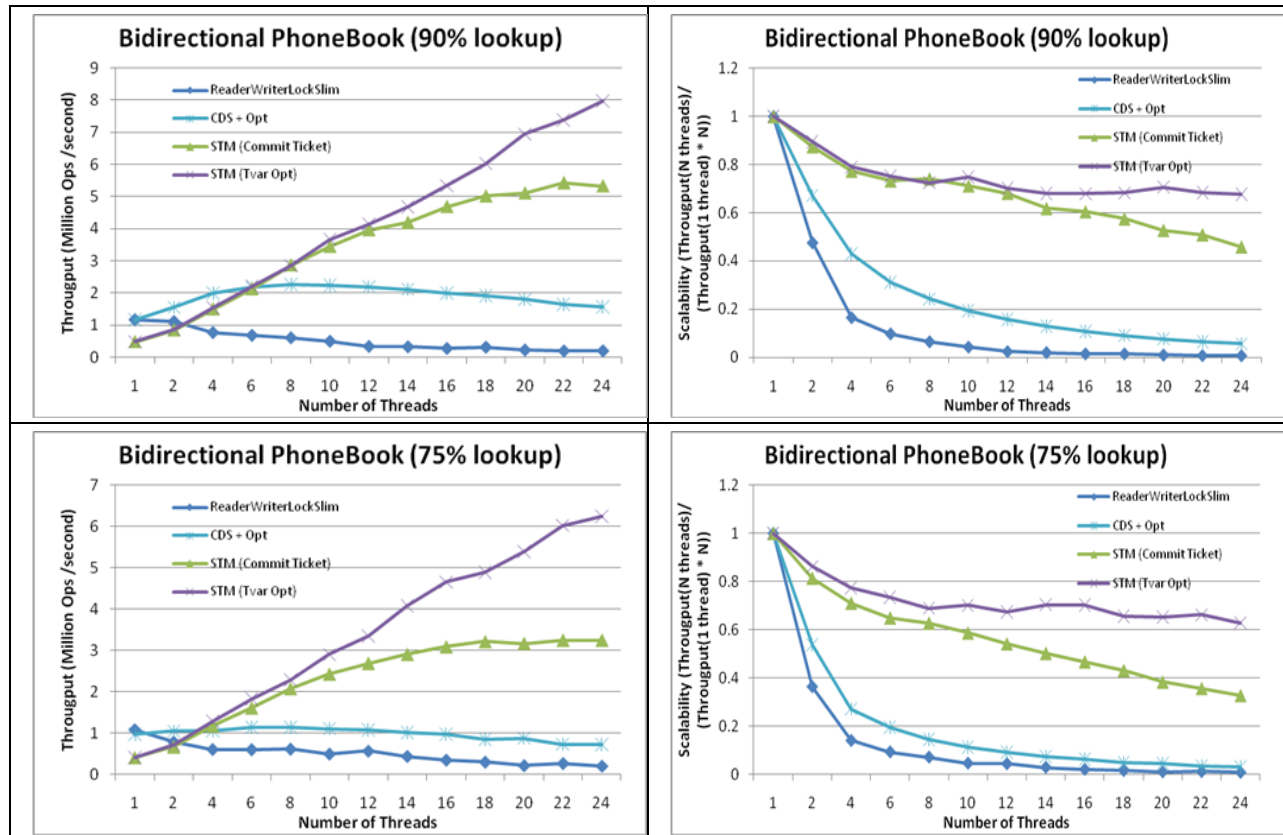 Bidirectional PhoneBook (90% lookup)
Througput (Million Ops /second)
9
8
7
6
5
4
3
2
1
0
ReaderWriterLockSlim
CDS + Opt
STM (Commit Ticket)
STM (Tvar Opt)
1 2 4 6 8 10 12 14 16 18 20 22 24
Number of Threads
Bidirectional PhoneBook (90% lookup)
Scalability (Througput(N threads)/
(Througput(1 thread) * N))
1.2
1
0.8
0.6
0.4
0.2
0
ReaderWriterLockSlim
CDS + Opt
STM (Commit Ticket)
STM (Tvar Opt)
1 2 4 6 8 10 12 14 16 18 20 22 24
Number of Threads
Bidirectional PhoneBook (75% lookup)
Througput (Million Ops /second)
7
6
5
4
3
2
1
0
ReaderWriterLockSlim
CDS + Opt
STM (Commit Ticket)
STM (Tvar Opt)
1 2 4 6 8 10 12 14 16 18 20 22 24
Number of Threads
Bidirectional PhoneBook (75% lookup)
Scalability (Througput(N threads)/
(Througput(1 thread) * N))
1.2
1
0.8
0.6
0.4
0.2
0
ReaderWriterLockSlim
CDS + Opt
STM (Commit Ticket)
STM (Tvar Opt)
1 2 4 6 8 10 12 14 16 18 20 22 24
Number of Threads